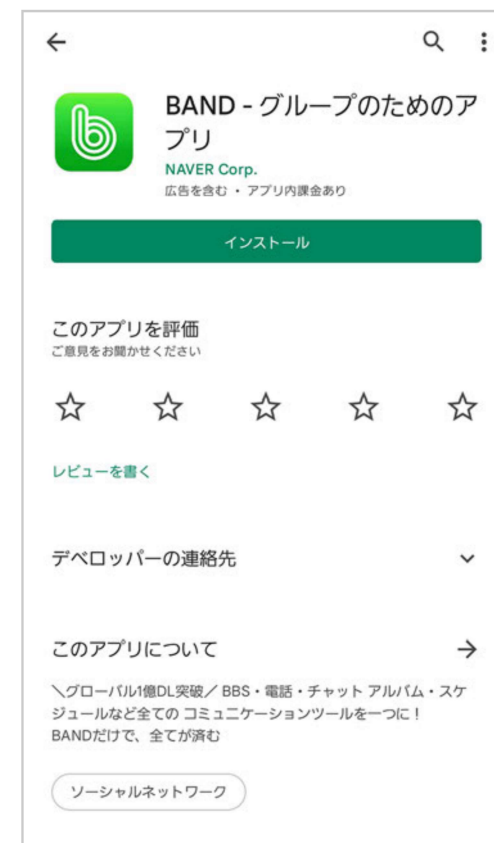 BAND - グループのためのア
プリ
NAVER Corp.
広告を含む・アプリ内課金あり
インストール
このアプリを評価
ご意見をお聞かせください
レビューを書く
デベロッパーの連絡先
このアプリについて
＼グローバル1億DL突破／ BBS・電話・チャット アルバム・スケ
ジュールなど全ての コミュニケーションツールを一つに！
BANDだけで、全てが済む
ソーシャルネットワーク